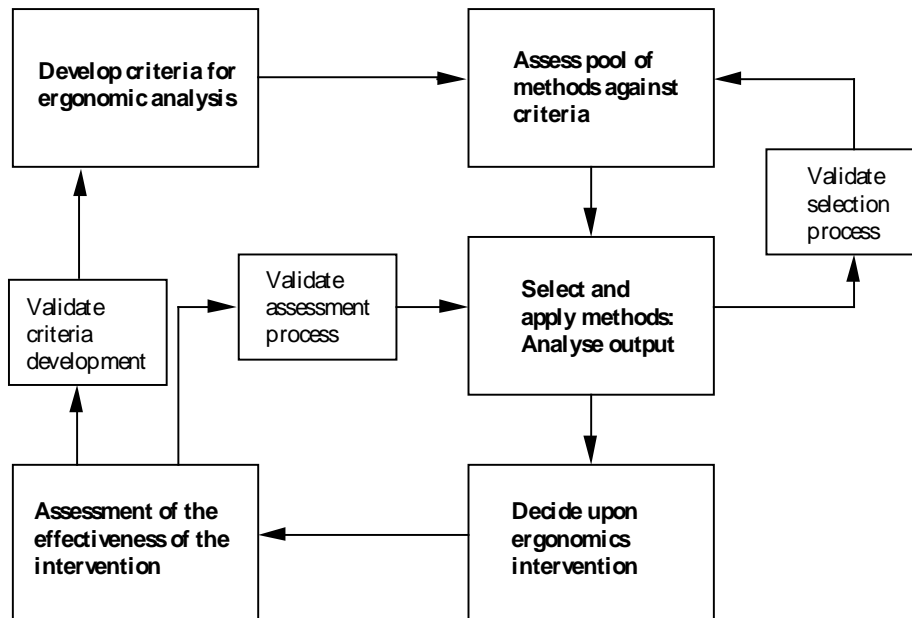 Develop criteria for
ergonomic analysis
Assess pool of
methods against
criteria
Validate
selection
process
Validate
criteria
development
Validate
assessment
process
Select and
apply methods:
Analyse output
Assessment of the
effectiveness of the
intervention
Decide upon
ergonomics
intervention